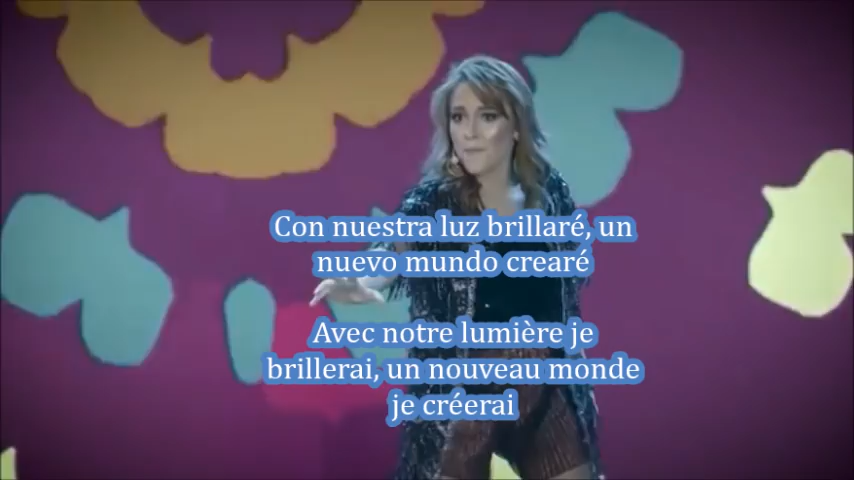 Con nuestra luz brillaré, un
nuevo mundo crearé
Avec notre lumière je
brillerai, un nouveau monde
je créerai